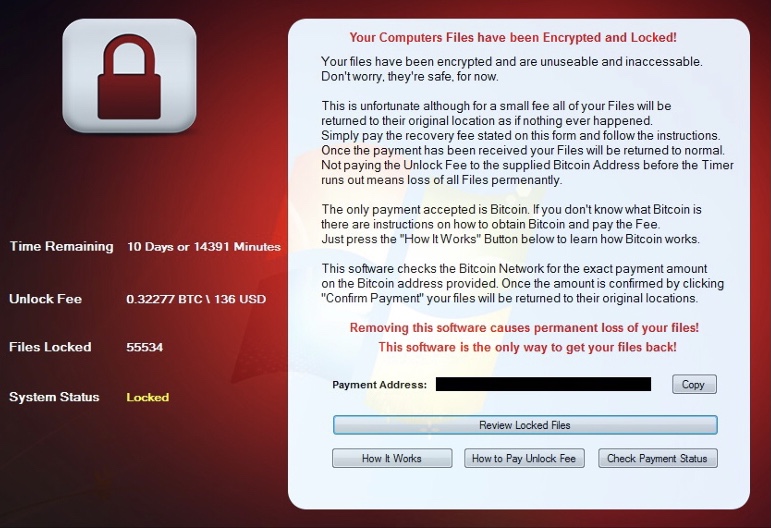 Your Computers Files have been Encrypted and Locked!
Your files have been encrypted and are unuseable and inaccessable.
Don't worry, they're safe, for now.
This is unfortunate although for a small fee all of your Files will be
returned to their original location as if nothing ever happened.
Simply pay the recovery fee stated on this form and follow the instructions.
Once the payment has been received your Files will be returned to normal.
Not paying the Unlock Fee to the supplied Bitcoin Address before the Timer
runs out means loss of all Files permenantly.
The only payment accepted is Bitcoin. If you don't know what Bitcoin is
there are instructions on how to obtain Bitcoin and pay the Fee.
Just press the "How It Works" Button below to learn how Bitcoin works.
This software checks the Bitcoin Network for the exact payment amount
on the Bitcoin address provided. Once the amount is confirmed by clicking
"Confirm Payment" your files will be returned to their original locations.
Removing this software causes permanent loss of your files!
This software is the only way to get your files back!
Time Remaining 10 Days or 14391 Minutes
Unlock Fee 0.32277 BTC \ 136 USD
Files Locked 55534
System Status Locked
Payment Address: Copy
Review Locked Files
How It Works How to Pay Unlock Fee Check Payment Status